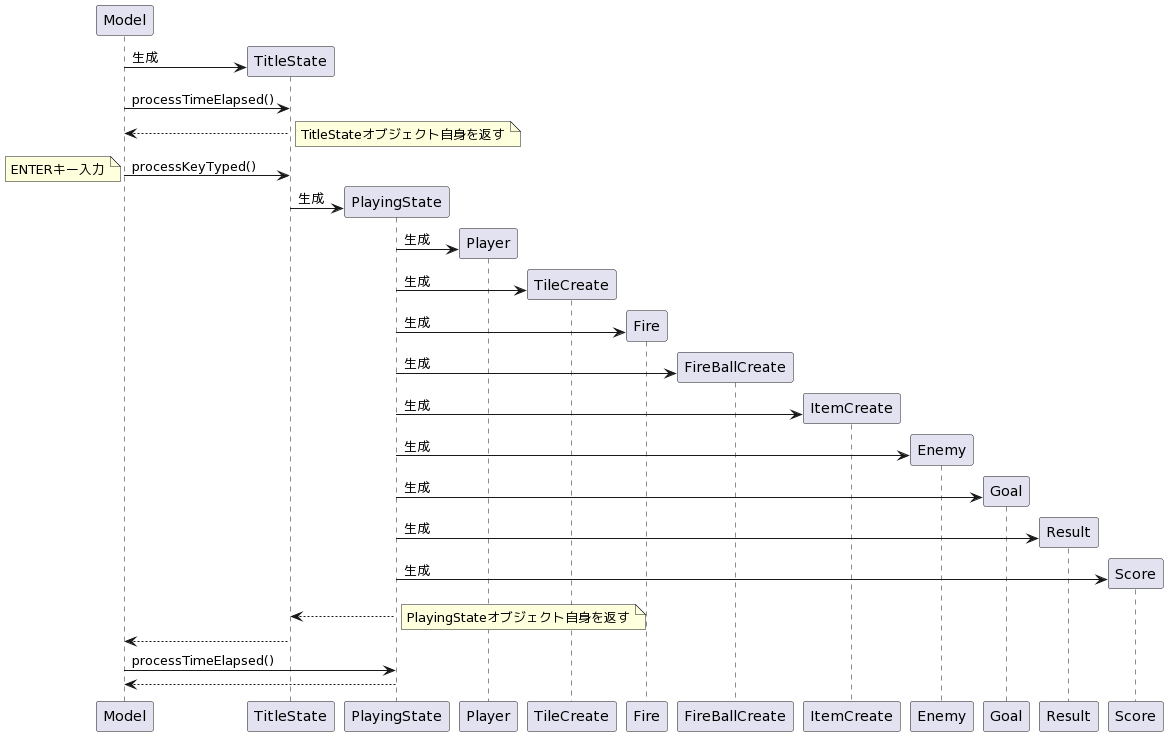 Model
生成
TitleState
processTimeElapsed()
TitleStateオブジェクト自身を返す
ENTERキー入力
processKeyTyped()
生成
PlayingState
生成
Player
生成
TileCreate
生成
Fire
生成
FireBallCreate
生成
ItemCreate
生成
Enemy
生成
Goal
生成
Result
生成
Score
PlayingStateオブジェクト自身を返す
processTimeElapsed()
Model
TitleState
PlayingState
Player
TileCreate
Fire
FireBallCreate
ItemCreate
Enemy
Goal
Result
Score